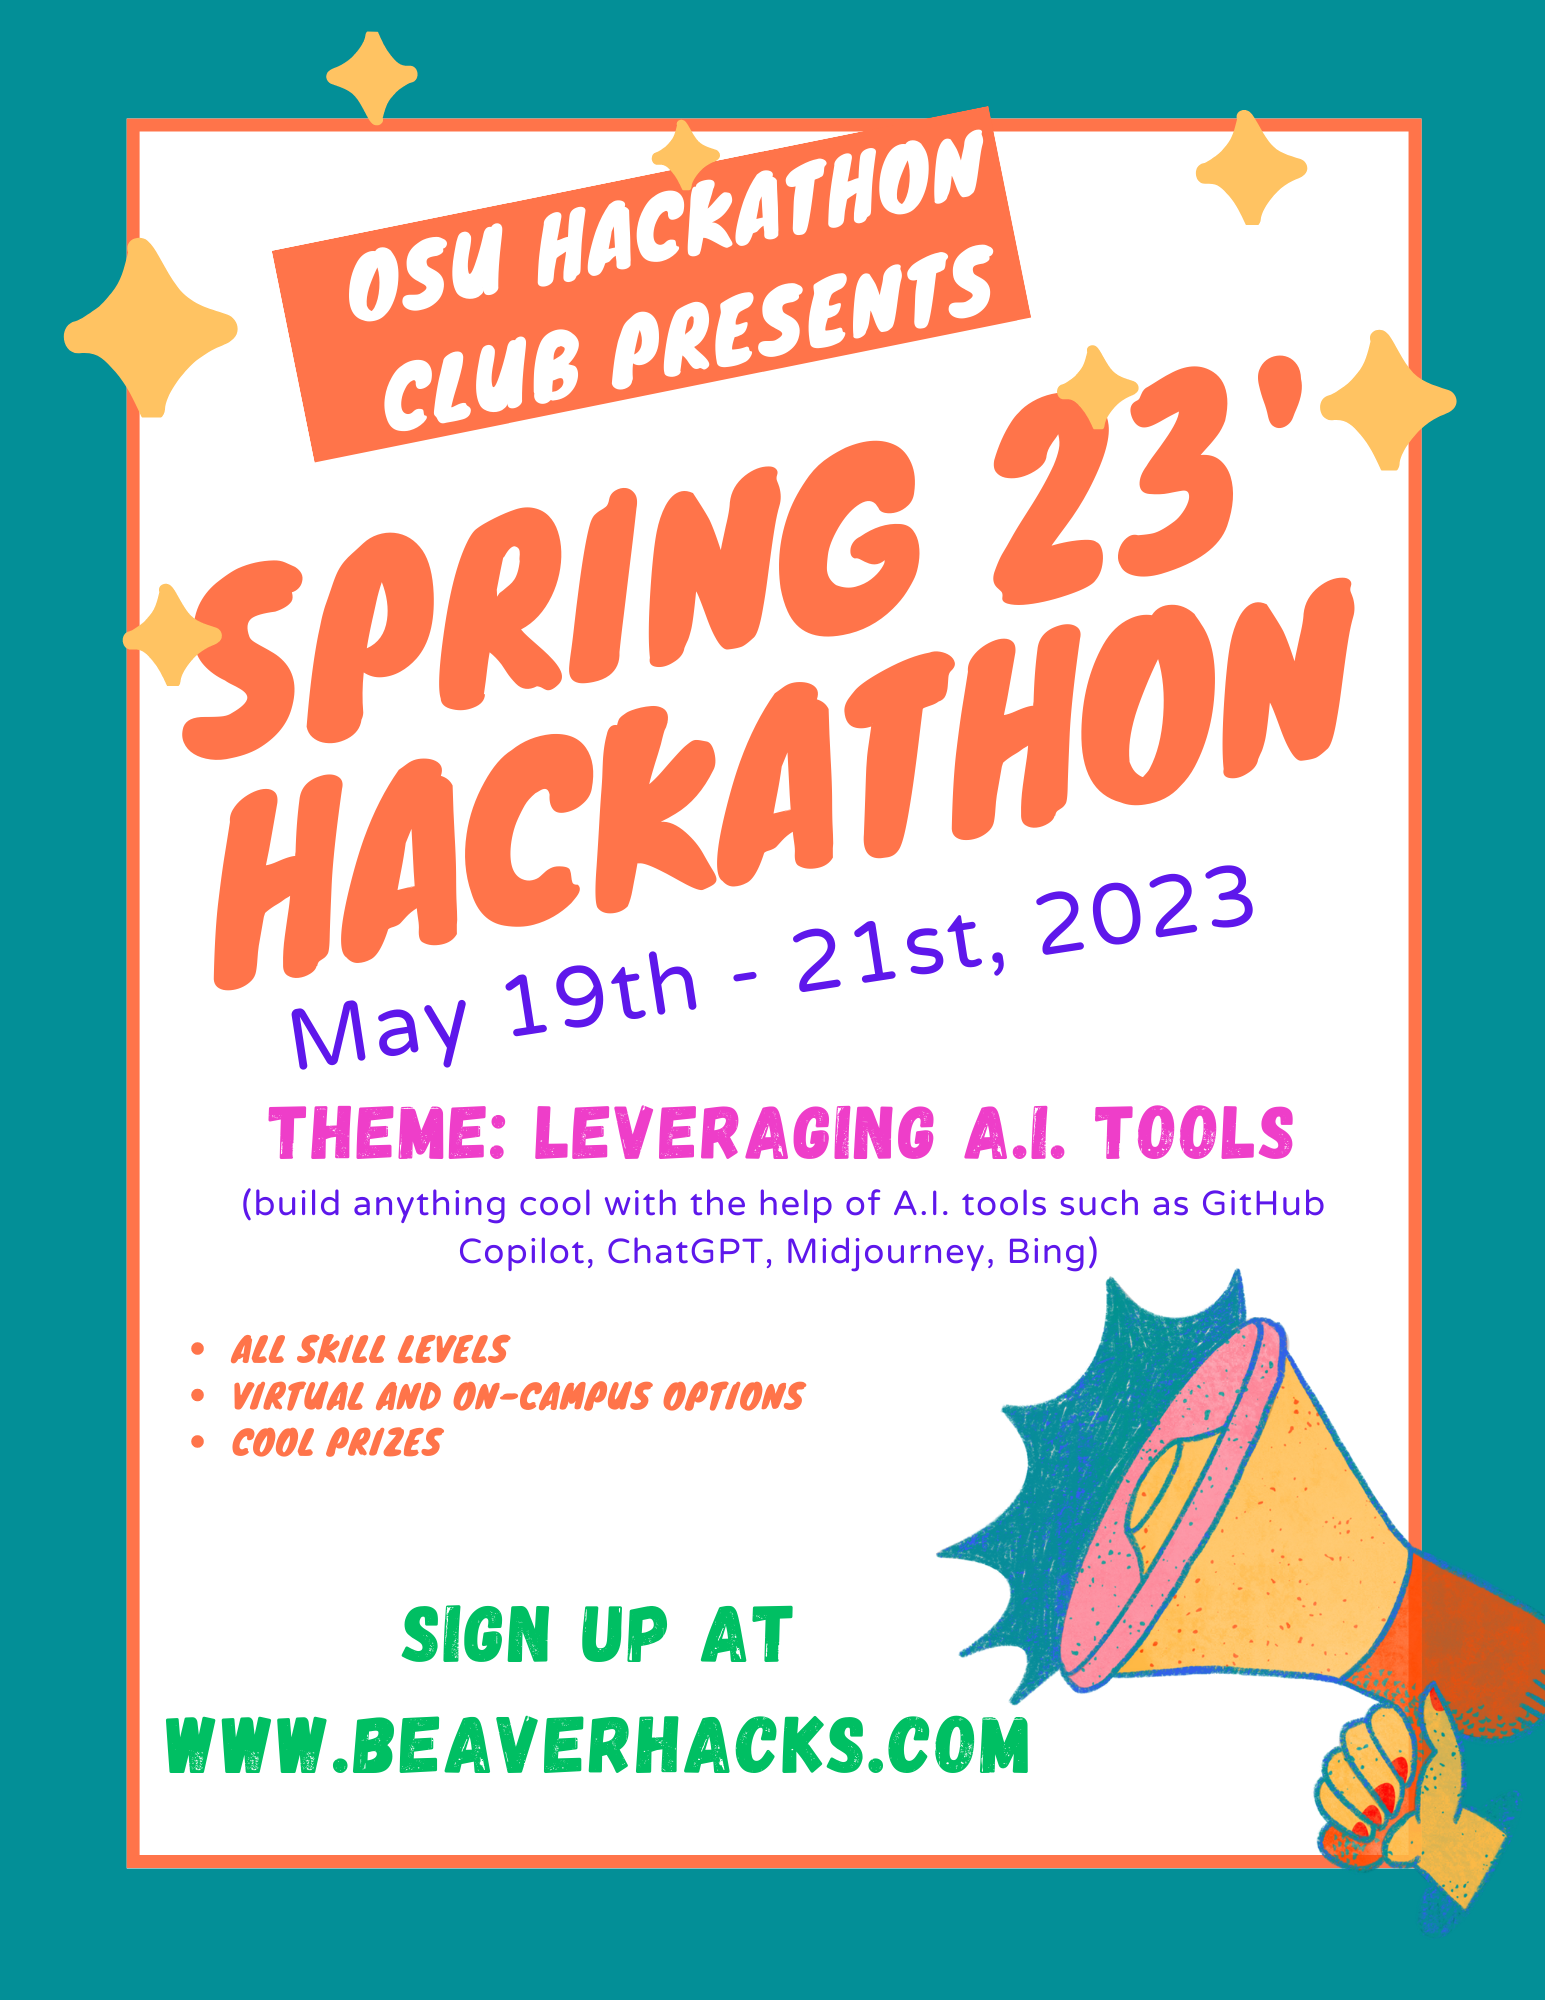 OSU HACKATHON
CLUB PRESENTS
SPRING 23'
HACKATHON
May 19th - 21st, 2023
THEME: LEVERAGING A.I. TOOLS
(build anything cool with the help of A.I. tools such as GitHub
Copilot, ChatGPT, Midjourney, Bing)
• ALL SKILL LEVELS
• VIRTUAL AND ON-CAMPUS OPTIONS
• COOL PRIZES
SIGN UP AT
WWW.BEAVERHACKS.COM